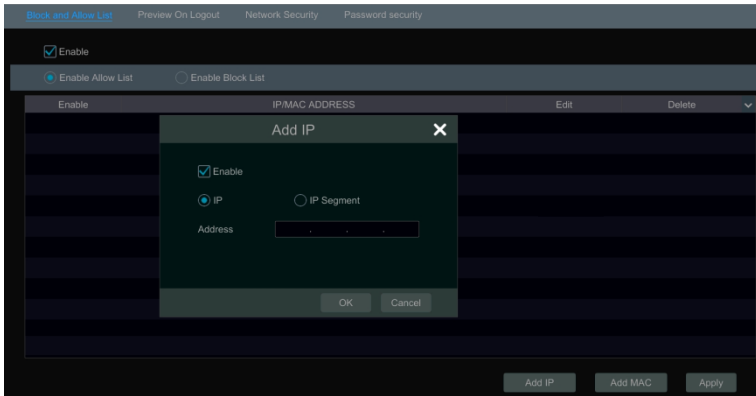 Block and Allow List Preview On Logout Network Security Password security
Enable
Enable Allow List Enable Block List
Enable IP/MAC ADDRESS Edit Delete
Add IP
Enable
IP IP Segment
Address . . .
OK Cancel
Add IP Add MAC Apply